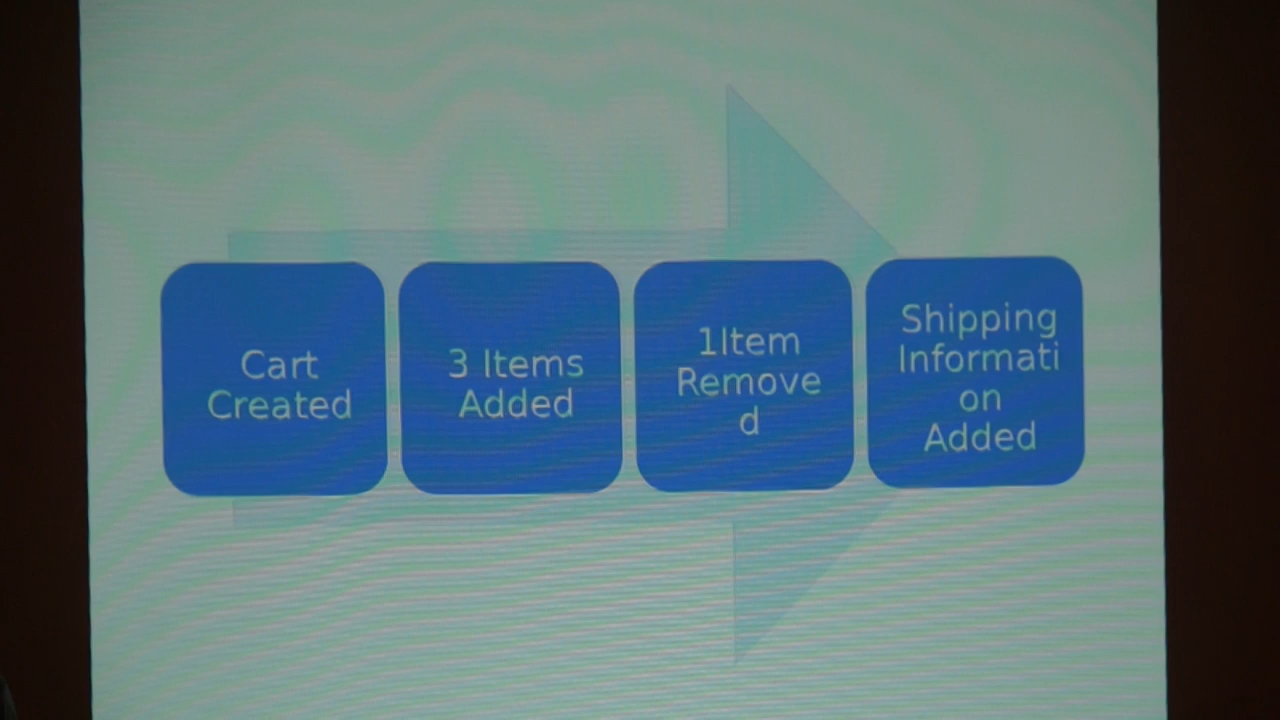 Cart
Created
3 Items
Added
1Item
Remove
d
Shipping
Informati
on
Added